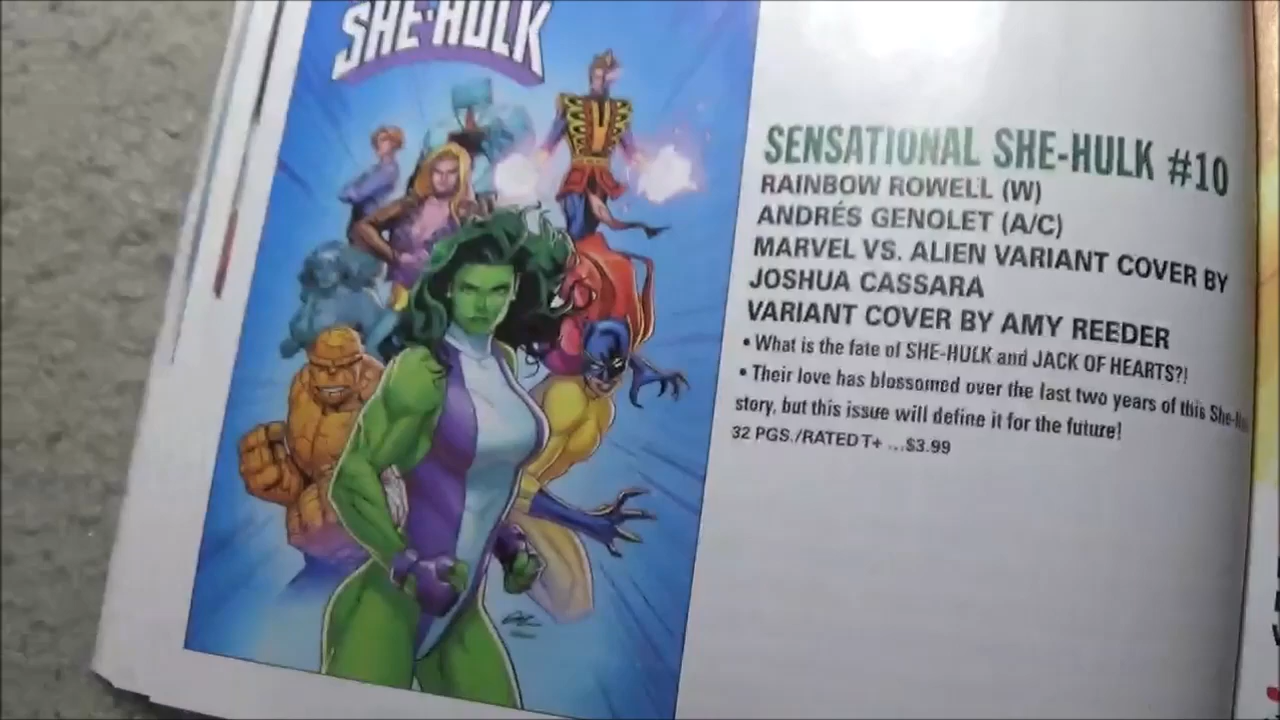 SHE-HULK
SENSATIONAL SHE-HULK #10
RAINBOW ROWELL (W)
ANDRÉS GENOLET (A/C)
MARVEL VS. ALIEN VARIANT COVER BY
JOSHUA CASSARA
VARIANT COVER BY AMY REEDER
• What is the fate of SHE-HULK and JACK OF HEARTS?!
• Their love has blossomed over the last two years of this
story, but this issue will define it for the future!
32 PGS./RATED T+ ...$3.99